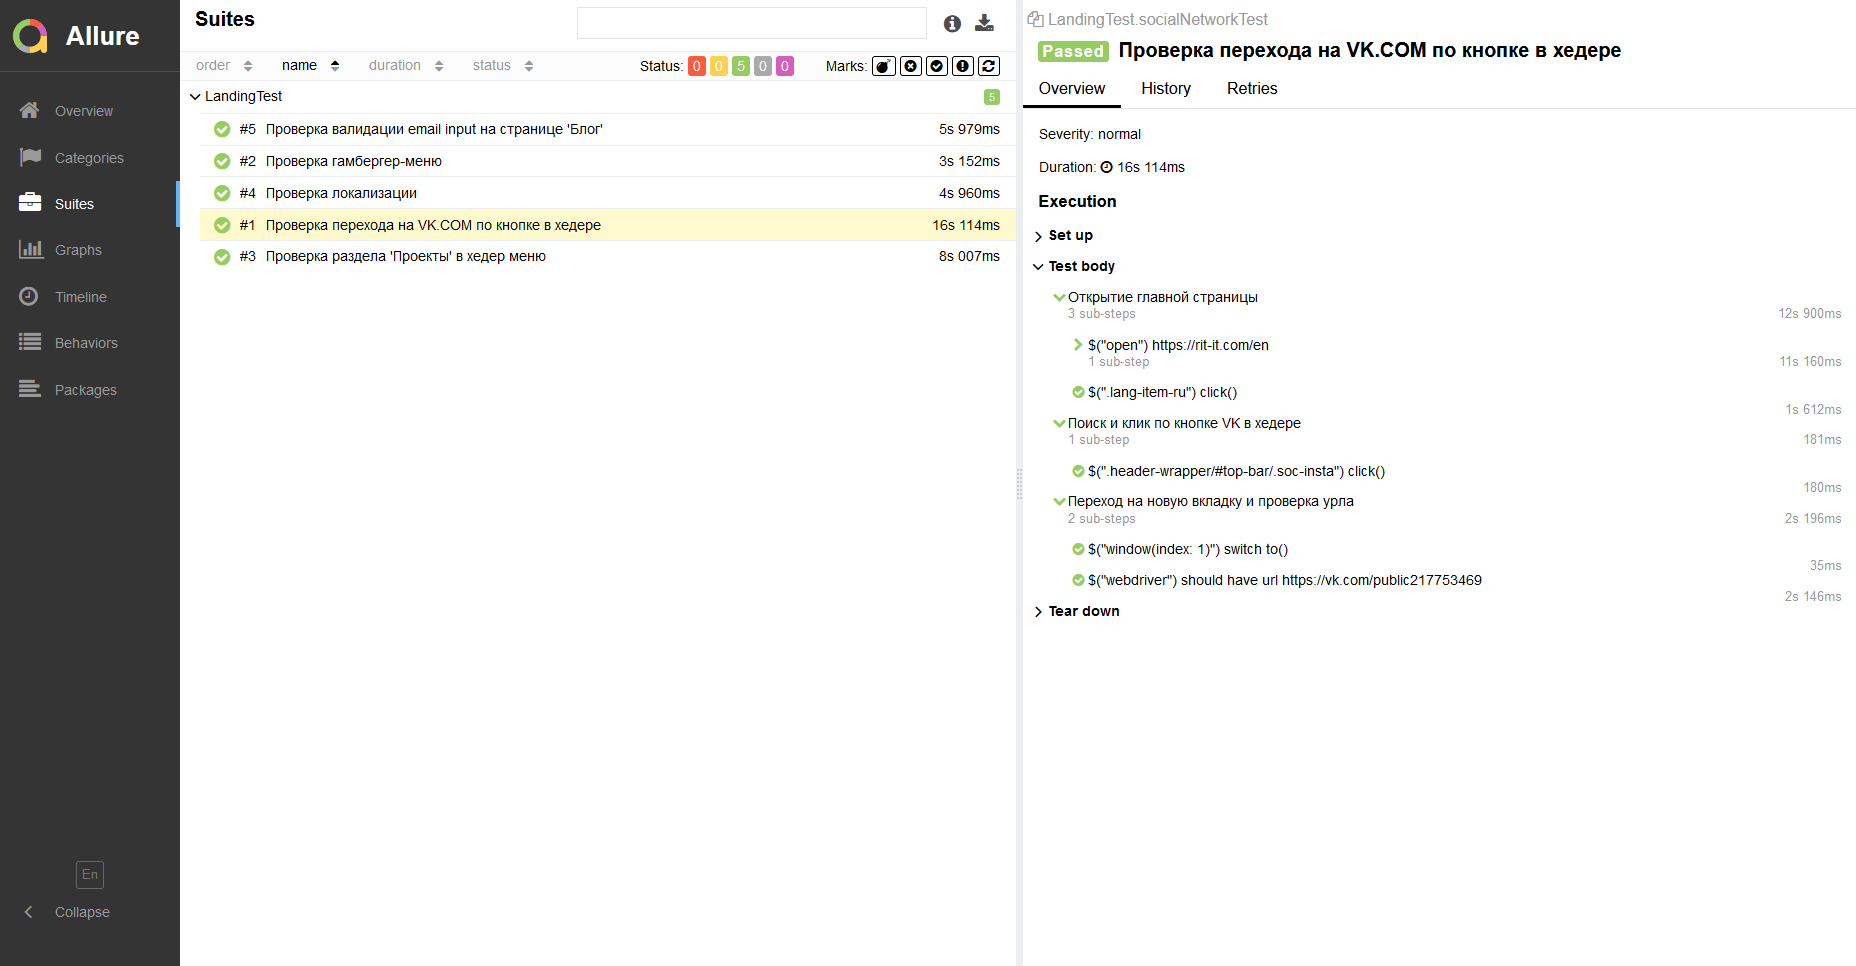 Allure
Overview
Categories
Suites
Graphs
Timeline
Behaviors
Packages
En
Collapse
Suites
order name duration status Status: 0 0 5 0 0 Marks:
LandingTest 5
#5 Проверка валидации email input на странице 'Блог' 5s 979ms
#2 Проверка гамбергер-меню 3s 152ms
#4 Проверка локализации 4s 960ms
#1 Проверка перехода на VK.COM по кнопке в хедере 16s 114ms
#3 Проверка раздела 'Проекты' в хедер меню 8s 007ms
LandingTest.socialNetworkTest
Passed Проверка перехода на VK.COM по кнопке в хедере
Overview History Retries
Severity: normal
Duration: 16s 114ms
Execution
Set up
Test body
Открытие главной страницы
3 sub-steps 12s 900ms
$("open") https://rit-it.com/en
1 sub-step 11s 160ms
$(".lang-item-ru") click()
1s 612ms
Поиск и клик по кнопке VK в хедере
1 sub-step 181ms
$(".header-wrapper/#top-bar/.soc-insta") click()
180ms
Переход на новую вкладку и проверка урла
2 sub-steps 2s 196ms
$("window(index: 1)") switch to()
35ms
$("webdriver") should have url https://vk.com/public217753469
2s 146ms
Tear down